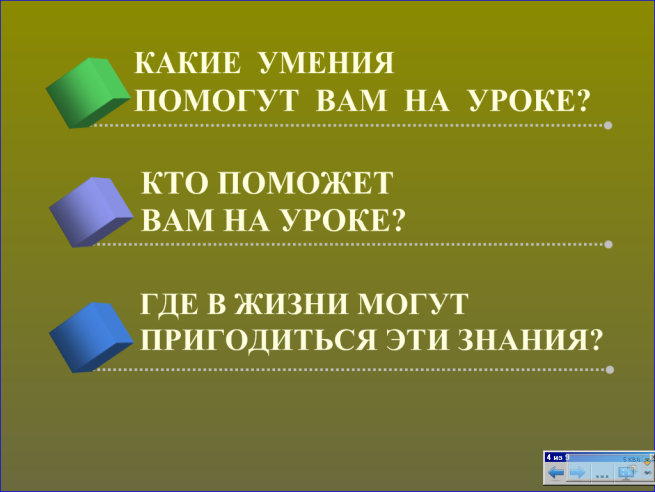 КАКИЕ УМЕНИЯ
ПОМОГУТ ВАМ НА УРОКЕ?
КТО ПОМОЖЕТ
ВАМ НА УРОКЕ?
ГДЕ В ЖИЗНИ МОГУТ
ПРИГОДИТЬСЯ ЭТИ ЗНАНИЯ?
4 из 9
...